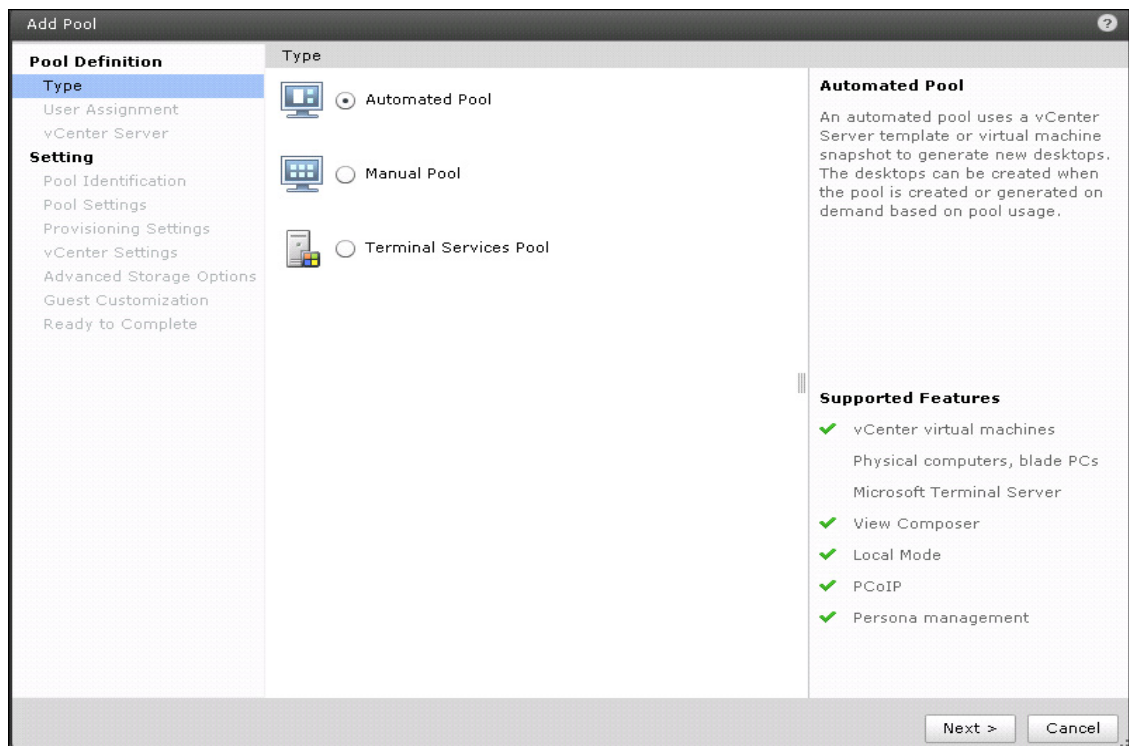 Add Pool
?
Pool Definition
Type
User Assignment
vCenter Server
Setting
Pool Identification
Pool Settings
Provisioning Settings
vCenter Settings
Advanced Storage Options
Guest Customization
Ready to Complete
Type
Automated Pool
Manual Pool
Terminal Services Pool
Automated Pool
An automated pool uses a vCenter
Server template or virtual machine
snapshot to generate new desktops.
The desktops can be created when
the pool is created or generated on
demand based on pool usage.
Supported Features
vCenter virtual machines
Physical computers, blade PCs
Microsoft Terminal Server
View Composer
Local Mode
PCoIP
Persona management
Next >
Cancel